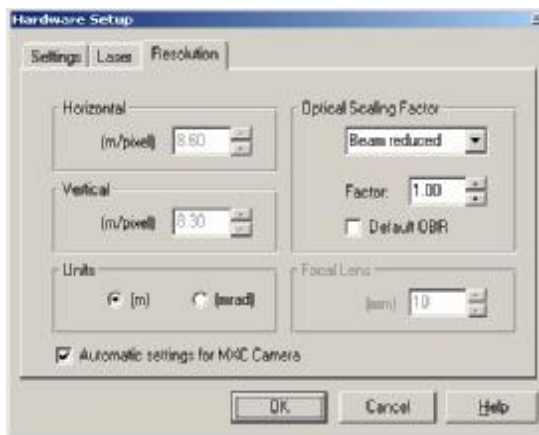 Hardware Setup
Settings Laser Resolution
Horizontal
(m/pixel) 8.60
Vertical
(m/pixel) 8.30
Units
(m) (mrad)
Optical Scaling Factor
Beam reduced
Factor: 1.00
Default OBR
Focal Lens
(mm) 10
Automatic settings for MXC Camera
OK Cancel Help